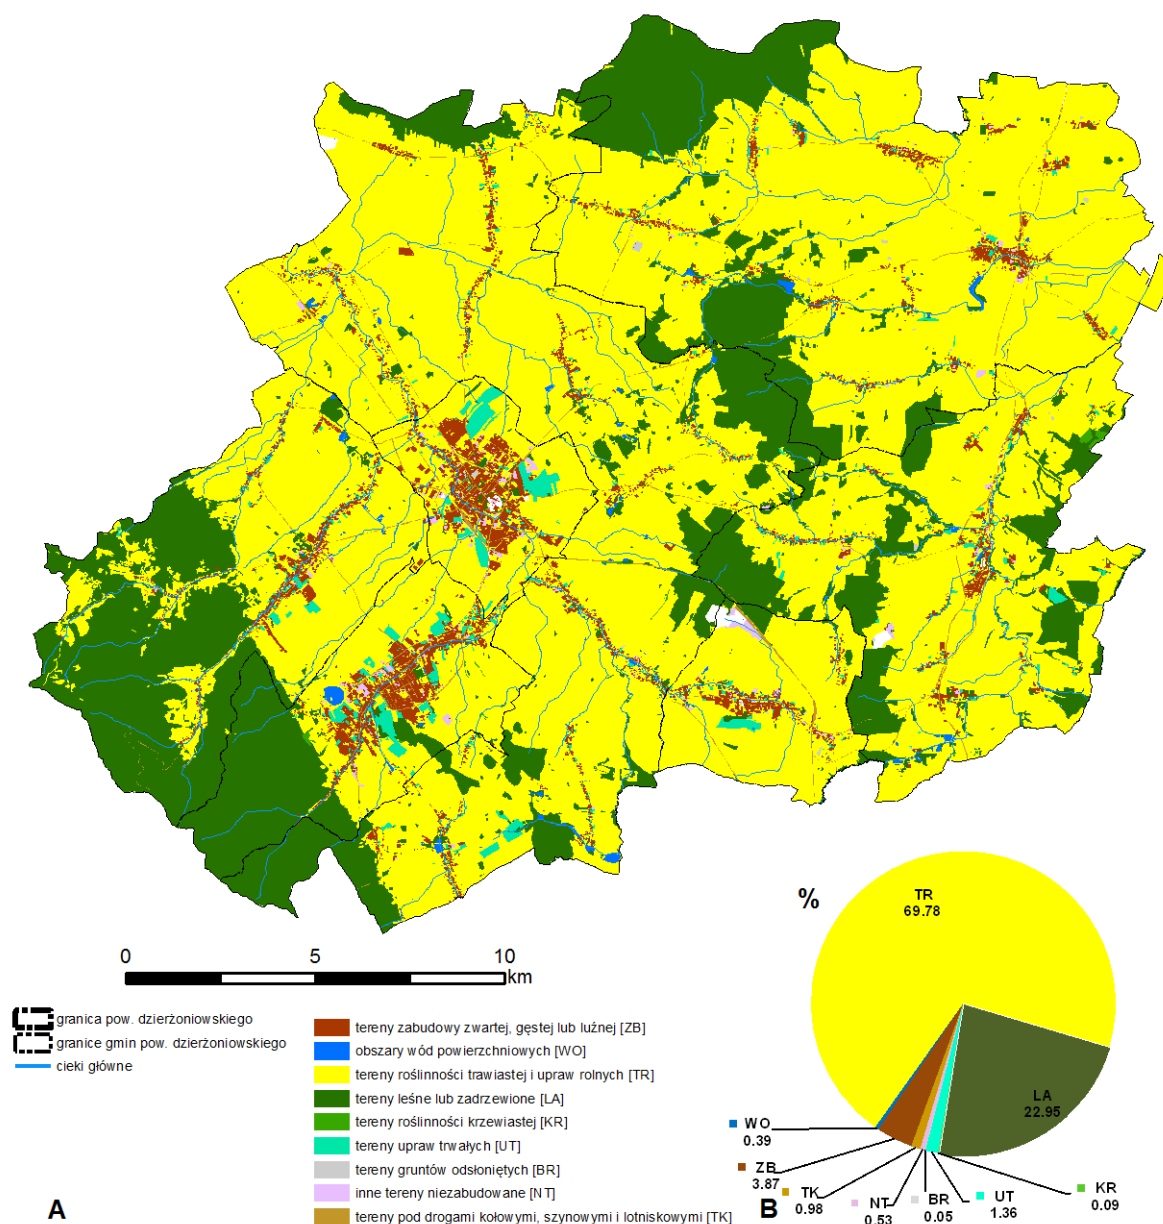 %
TR
69.78
LA
22.95
WO
0.39
ZB
3.87
TK
0.98
NT
0.53
BR
0.05
UT
1.36
KR
0.09
B
0
5
10
km
granica pow. dzierżoniowskiego
granice gmin pow. dzierżoniowskiego
cieki główne
tereny zabudowy zwartej, gęstej lub luźnej [ZB]
obszary wód powierzchniowych [WO]
tereny roślinności trawiastej i upraw rolnych [TR]
tereny leśne lub zadrzewione [LA]
tereny roślinności krzewiastej [KR]
tereny upraw trwałych [UT]
tereny gruntów odsłoniętych [BR]
inne tereny niezabudowane [NT]
tereny pod drogami kołowymi, szynowymi i lotniskowymi [TK]
A